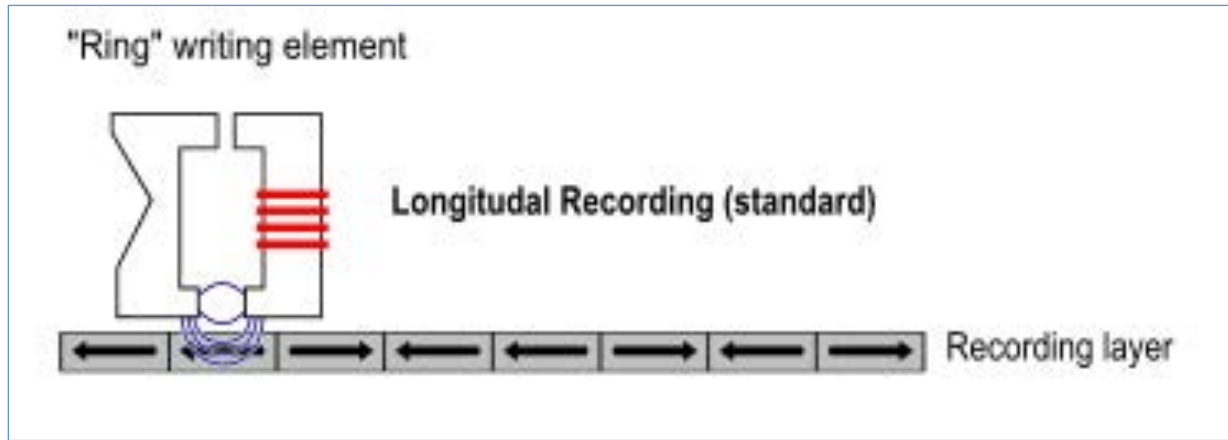 "Ring" writing element
Longitudal Recording (standard)
Recording layer